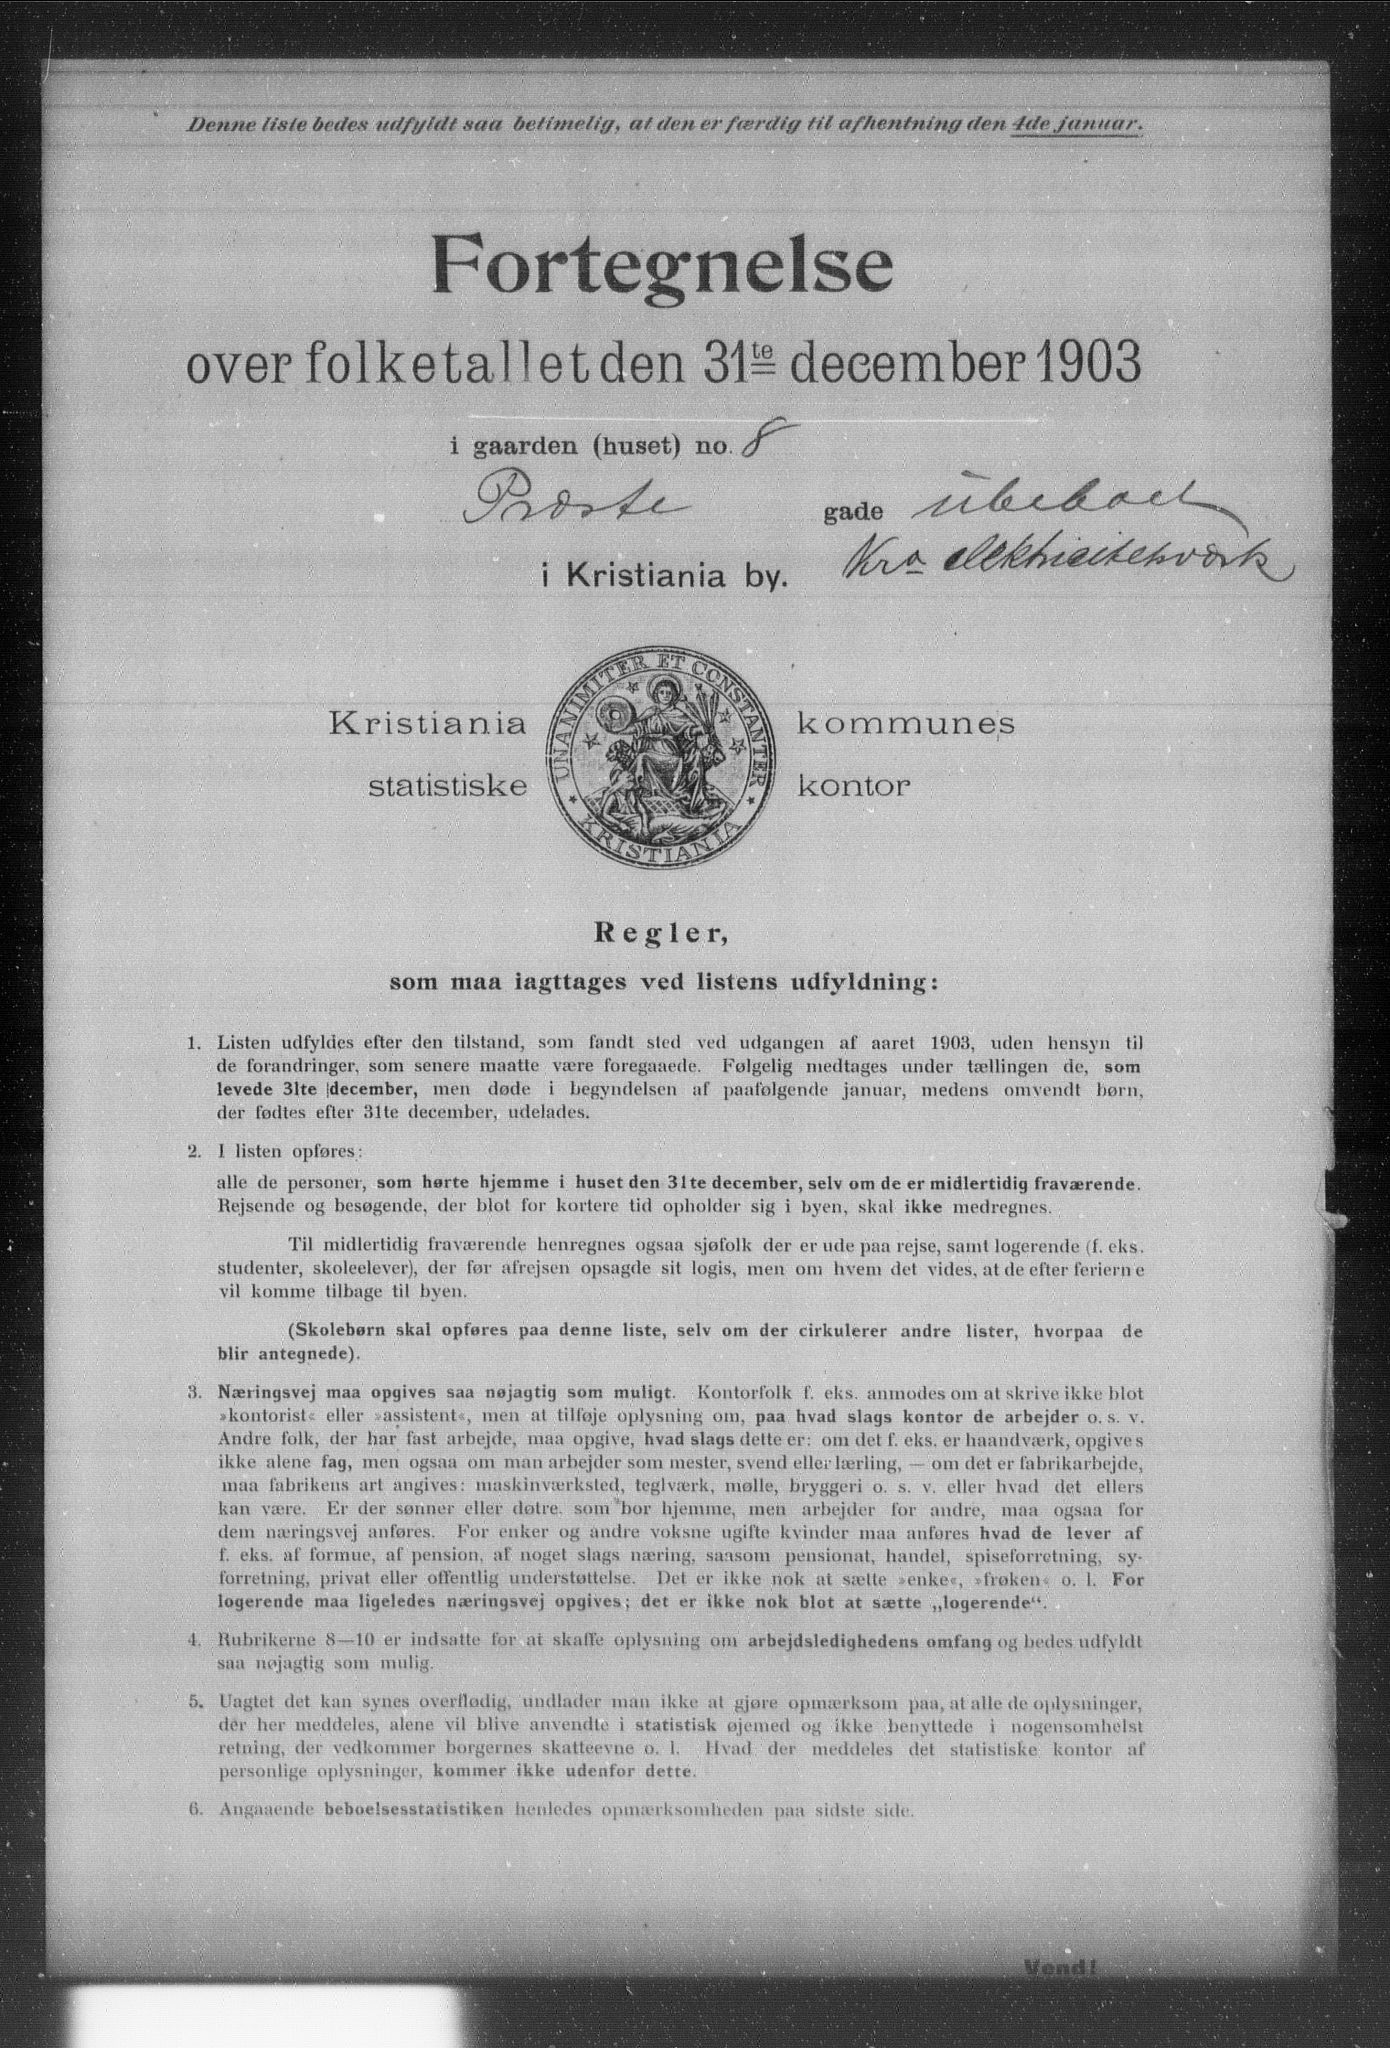 Denne liste bedes udfyldt saa betimelig, at den er færdig til afhentning den 4de januar.
Fortegnelse
over folketallet den 31te december 1903
i gaarden (huset) no. 8
Præste gade ubeboet
i Kristiania by. Kra elektricitetsværk
UNANIMITER ET CONSTANTER
KRISTIANIA
Kristiania kommunes
statistiske kontor
Regler,
som maa iagttages ved listens udfyldning:
1. Listen udfyldes efter den tilstand, som fandt sted ved udgangen af aaret 1903, uden hensyn til
de forandringer, som senere maatte være foregaaede. Følgelig medtages under tællingen de, som
levede 31te december, men døde i begyndelsen af paafølgende januar, medens omvendt børn,
der fødtes efter 31te december, udelades.
2. I listen opføres:
alle de personer, som hørte hjemme i huset den 31te december, selv om de er midlertidig fraværende.
Rejsende og besøgende, der blot for kortere tid opholder sig i byen, skal ikke medregnes.
Til midlertidig fraværende henregnes ogsaa sjøfolk der er ude paa rejse, samt logerende (f. eks.
studenter, skoleelever), der før afrejsen opsagde sit logis, men om hvem det vides, at de efter ferierne
vil komme tilbage til byen.
(Skolebørn skal opføres paa denne liste, selv om der cirkulerer andre lister, hvorpaa de
blir antegnede).
3. Næringsvej maa opgives saa nøjagtig som muligt. Kontorfolk f. eks. anmodes om at skrive ikke blot
»kontorist« eller »assistent«, men at tilføje oplysning om, paa hvad slags kontor de arbejder o. s. v.
Andre folk, der har fast arbejde, maa opgive, hvad slags dette er: om det f. eks. er haandværk, opgives
ikke alene fag, men ogsaa om man arbejder som mester, svend eller lærling, — om det er fabrikarbejde,
maa fabrikens art angives: maskinværksted, teglværk, mølle, bryggeri o. s. v. eller hvad det ellers
kan være. Er der sønner eller døtre, som bor hjemme, men arbejder for andre, maa ogsaa for
dem næringsvej anføres. For enker og andre voksne ugifte kvinder maa anføres hvad de lever af
f. eks. af formue, af pension, af noget slags næring, saasom pensionat, handel, spiseforretning, sy-
forretning, privat eller offentlig understøttelse. Det er ikke nok at sætte »enke«, »frøken« o. l. For
logerende maa ligeledes næringsvej opgives; det er ikke nok blot at sætte „logerende“.
4. Rubrikerne 8—10 er indsatte for at skaffe oplysning om arbejdsledighedens omfang og bedes udfyldt
saa nøjagtig som mulig.
5. Uagtet det kan synes overflødig, undlader man ikke at gjøre opmærksom paa, at alle de oplysninger,
der her meddeles, alene vil blive anvendte i statistisk øjemed og ikke benyttede i nogensomhelst
retning, der vedkommer borgernes skatteevne o. l. Hvad der meddeles det statistiske kontor af
personlige oplysninger, kommer ikke udenfor dette.
6. Angaaende beboelsesstatistiken henledes opmærksomheden paa sidste side.
Vend!